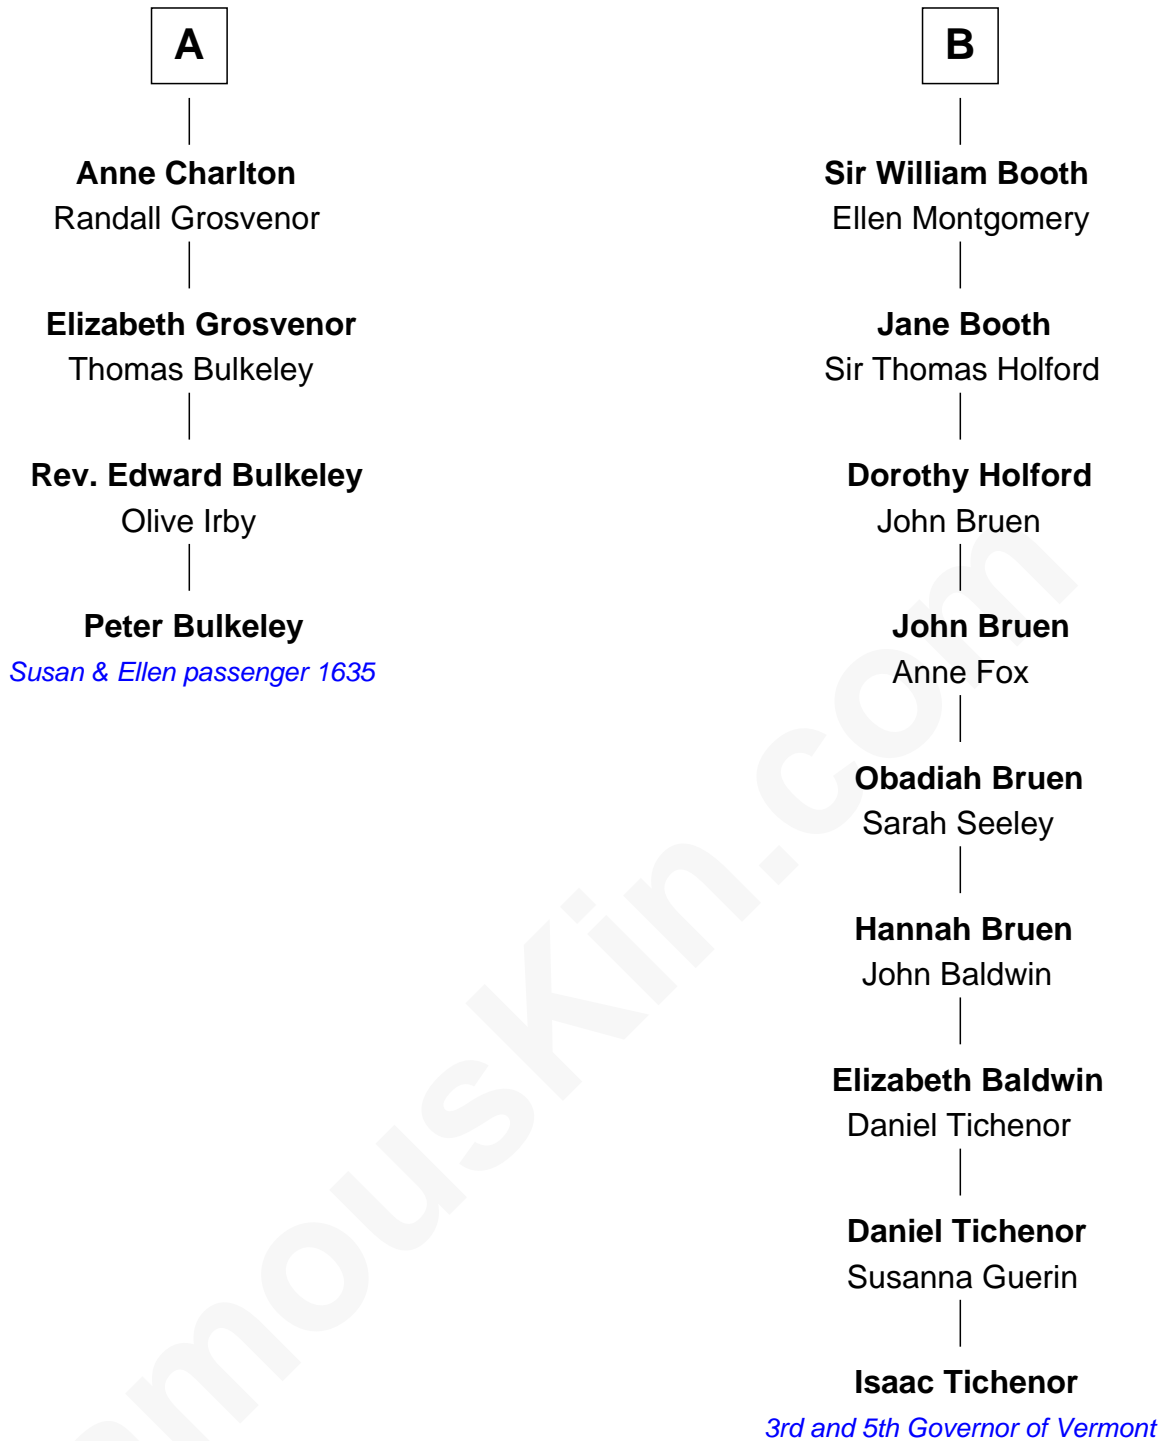 A
Anne Charlton
Randall Grosvenor
Elizabeth Grosvenor
Thomas Bulkeley
Rev. Edward Bulkeley
Olive Irby
Peter Bulkeley
Susan & Ellen passenger 1635
B
Sir William Booth
Ellen Montgomery
Jane Booth
Sir Thomas Holford
Dorothy Holford
John Bruen
John Bruen
Anne Fox
Obadiah Bruen
Sarah Seeley
Hannah Bruen
John Baldwin
Elizabeth Baldwin
Daniel Tichenor
Daniel Tichenor
Susanna Guerin
Isaac Tichenor
3rd and 5th Governor of Vermont
amouskin.com